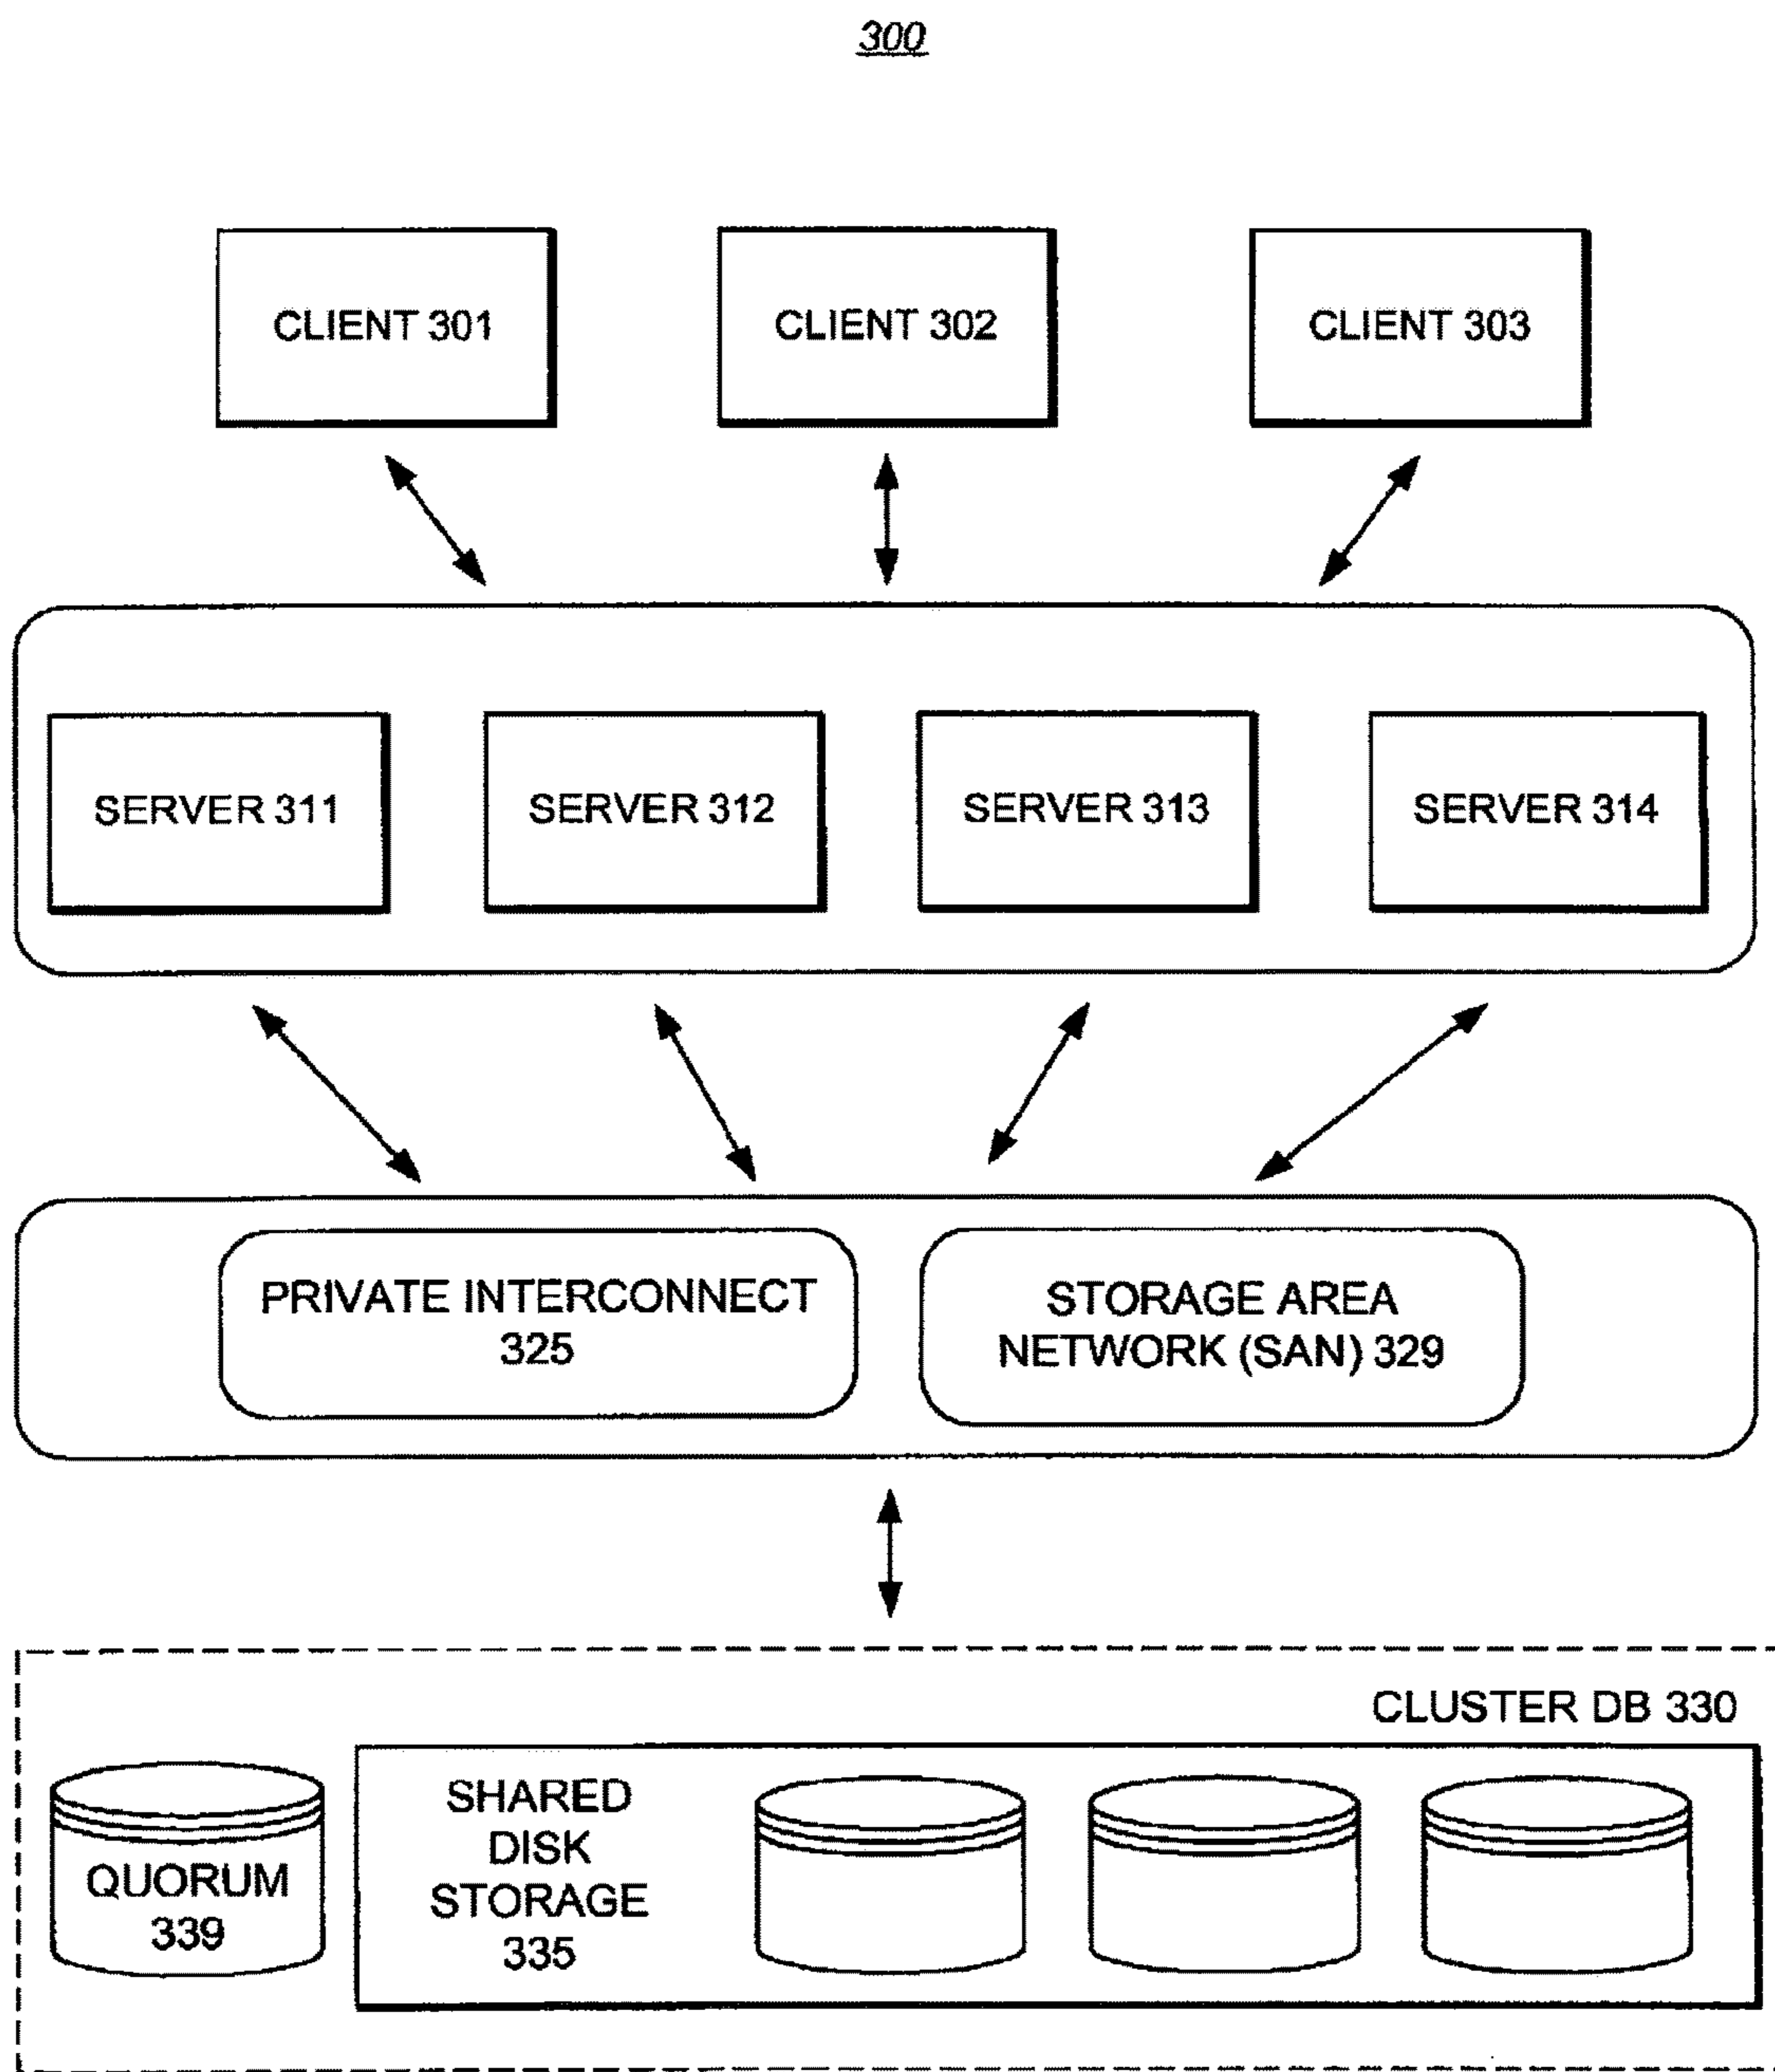 300
CLIENT 301
CLIENT 302
CLIENT 303
SERVER 311
SERVER 312
SERVER 313
SERVER 314
PRIVATE INTERCONNECT
325
STORAGE AREA
NETWORK (SAN) 329
CLUSTER DB 330
QUORUM
339
SHARED
DISK
STORAGE
335